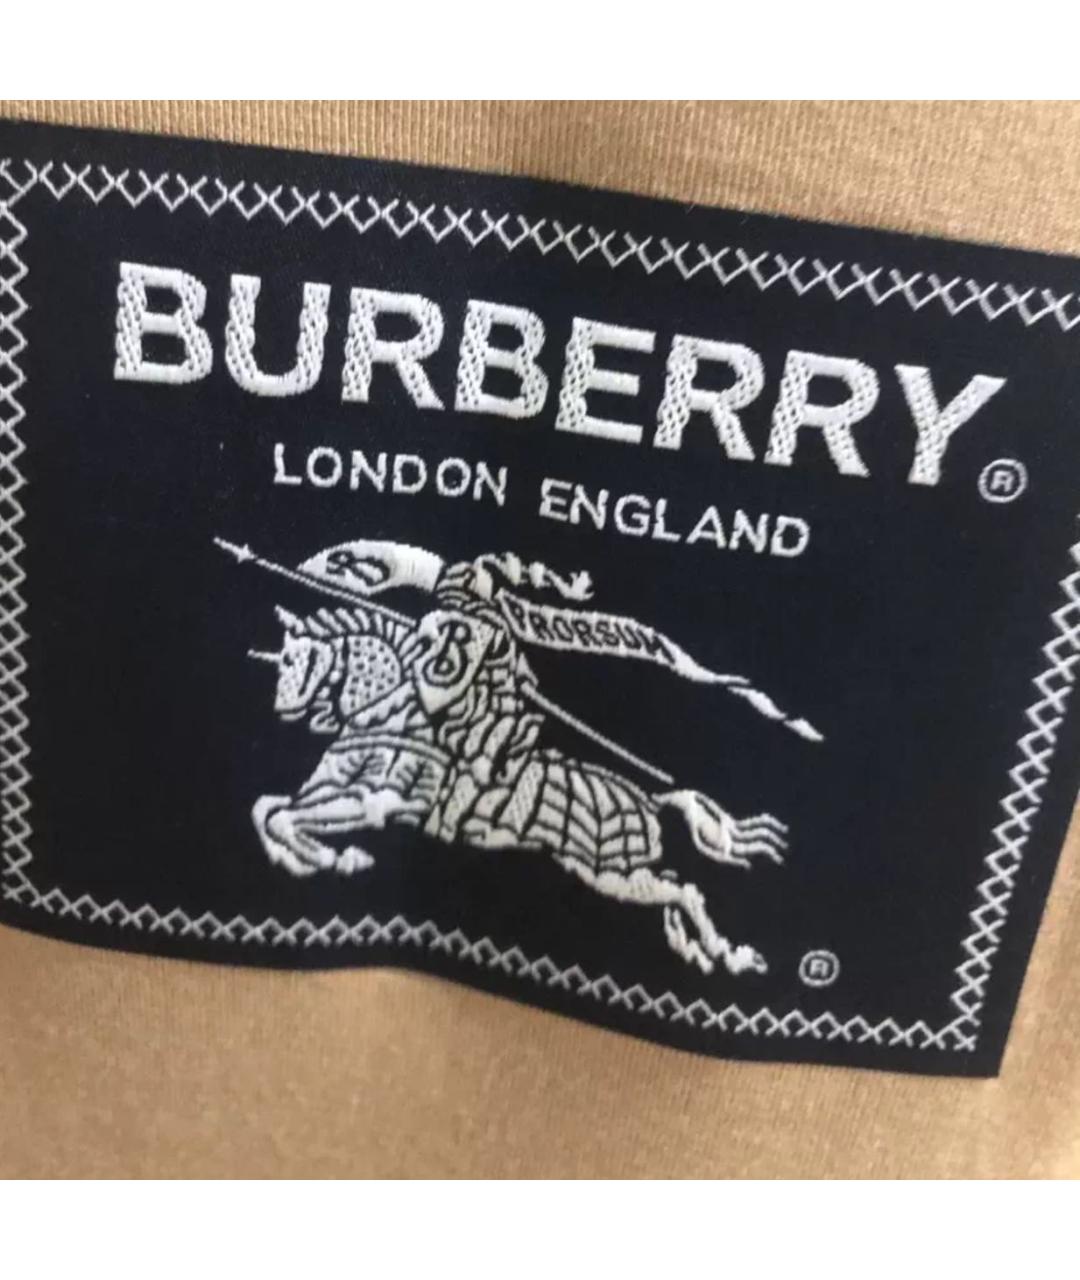 BURBERRY®
LONDON ENGLAND
PRORSUM
B
®